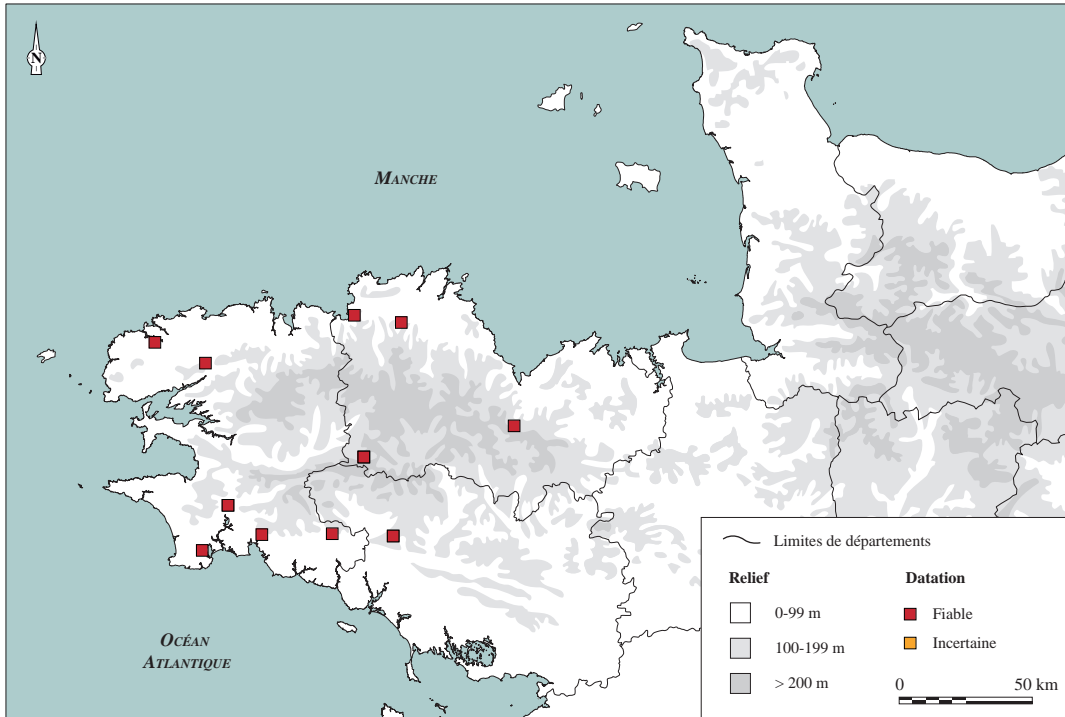 N
MANCHE
OCÉAN
ATLANTIQUE
Limites de départements
Relief
Datation
0-99 m
Fiable
100-199 m
Incertaine
> 200 m
0 50 km